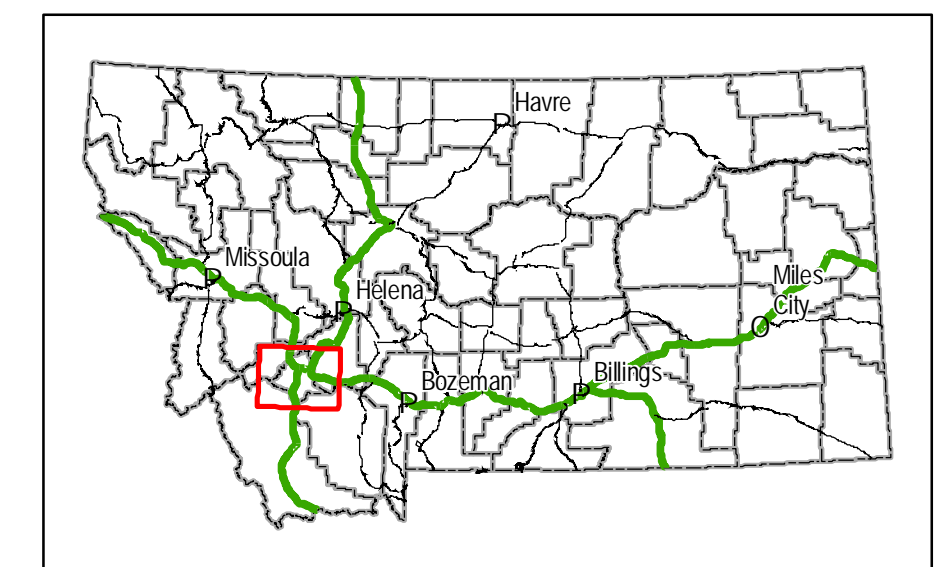 Havre
P
Missoula
P
Helena
P
Miles
City
O
Billings
P
Bozeman
P